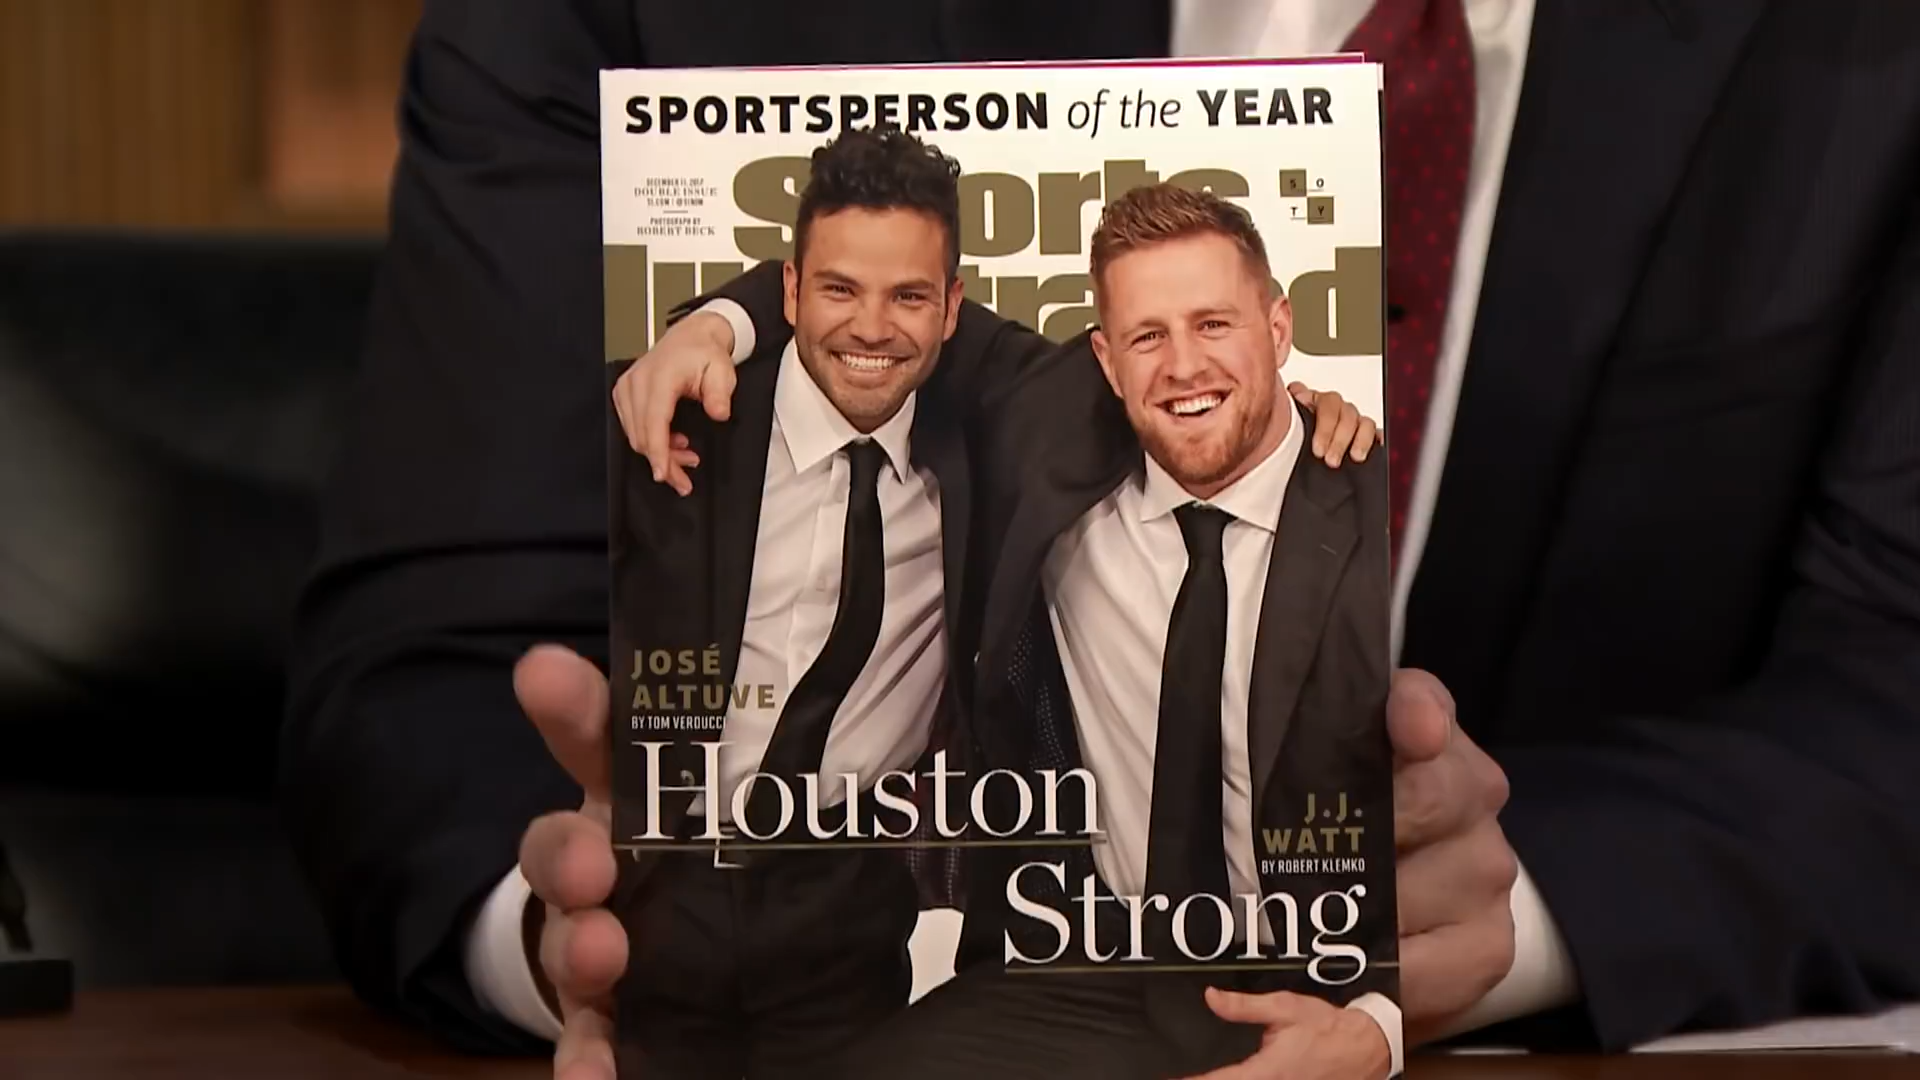 SPORTSPERSON of the YEAR
Sports
Illustrated
DECEMBER 11, 2017
DOUBLE ISSUE
SI.COM | @SINOW
PHOTOGRAPH BY
ROBERT BECK
S O
T Y
JOSÉ
ALTUVE
BY TOM VERDUCCI
Houston
J.J.
WATT
BY ROBERT KLEMKO
Strong